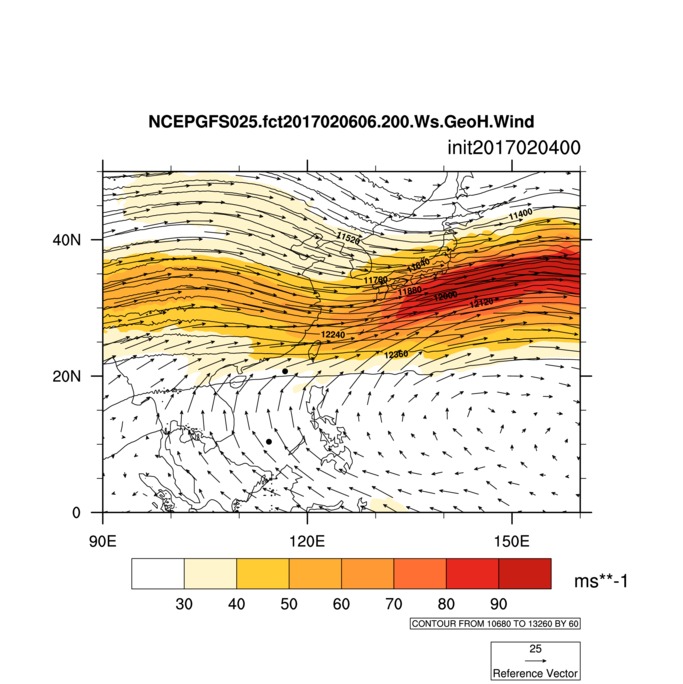 NCEPGFS025.fct2017020606.200.Ws.GeoH.Wind
init2017020400
11400
11520
40N
11640
11760
11880
12000
12120
12240
12360
20N
0
90E 120E 150E
30 40 50 60 70 80 90
ms**-1
CONTOUR FROM 10680 TO 13260 BY 60
25
Reference Vector